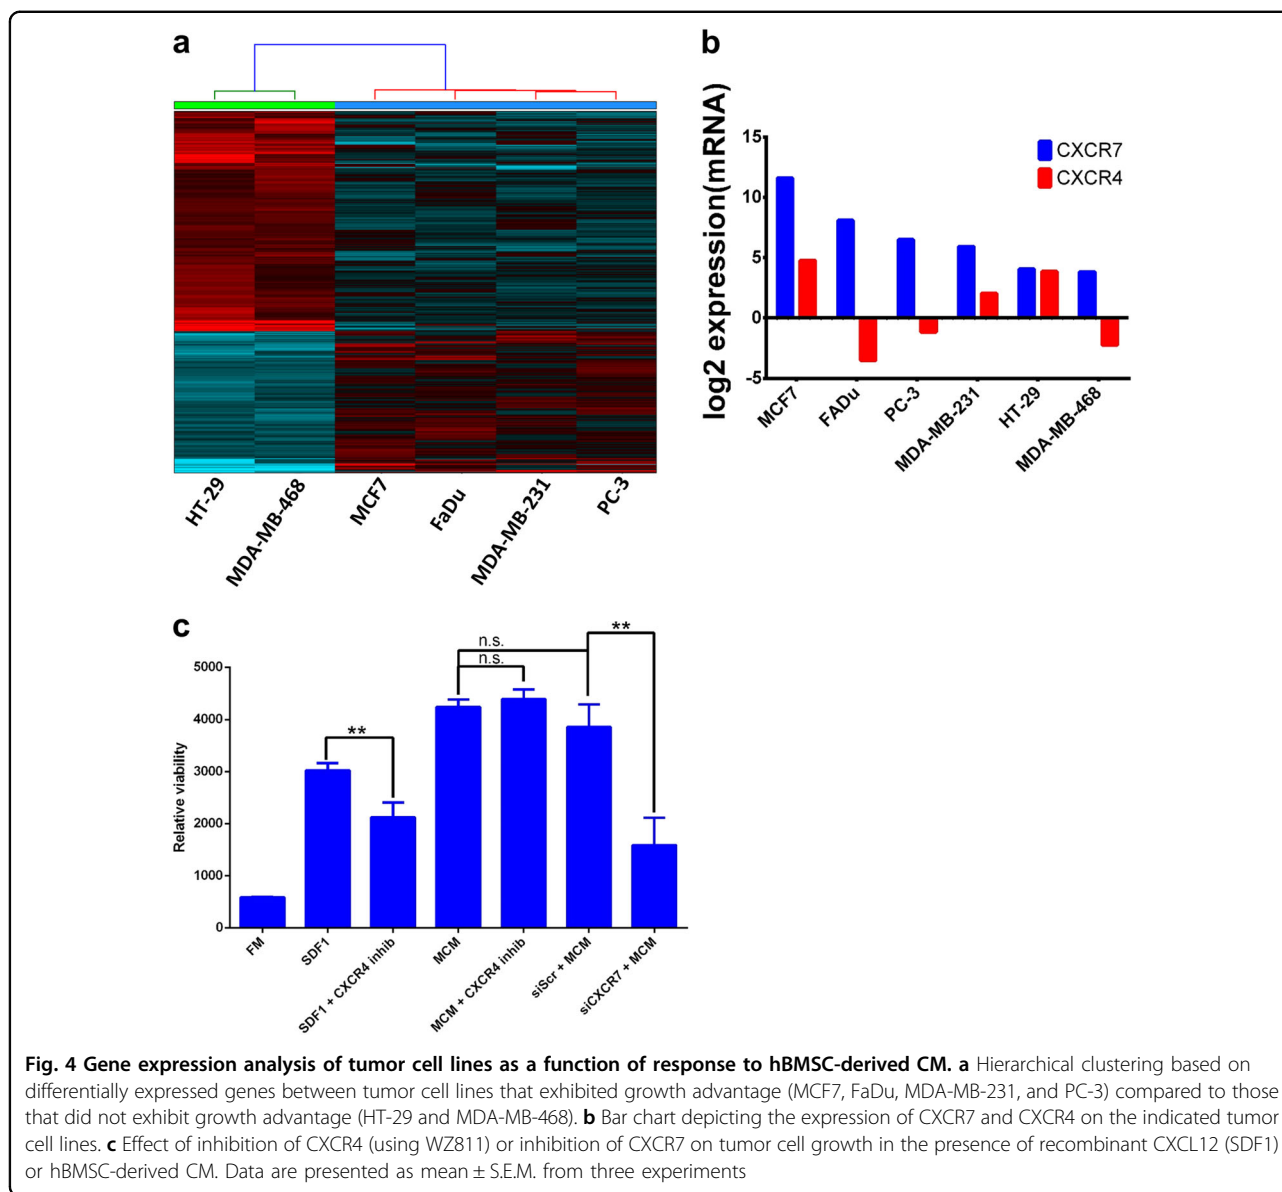 a
HT-29
MDA-MB-468
MCF7
FaDu
MDA-MB-231
PC-3
b
log2 expression(mRNA)
15
10
5
0
-5
CXCR7
CXCR4
MCF7
FADu
PC-3
MDA-MB-231
HT-29
MDA-MB-468
c
Relative viability
5000
4000
3000
2000
1000
0
**
n.s.
n.s.
**
FM
SDF1
SDF1 + CXCR4 inhib
MCM
MCM + CXCR4 inhib
siScr + MCM
siCXCR7 + MCM
Fig. 4 Gene expression analysis of tumor cell lines as a function of response to hBMSC-derived CM. a Hierarchical clustering based on
differentially expressed genes between tumor cell lines that exhibited growth advantage (MCF7, FaDu, MDA-MB-231, and PC-3) compared to those
that did not exhibit growth advantage (HT-29 and MDA-MB-468). b Bar chart depicting the expression of CXCR7 and CXCR4 on the indicated tumor
cell lines. c Effect of inhibition of CXCR4 (using WZ811) or inhibition of CXCR7 on tumor cell growth in the presence of recombinant CXCL12 (SDF1)
or hBMSC-derived CM. Data are presented as mean ± S.E.M. from three experiments